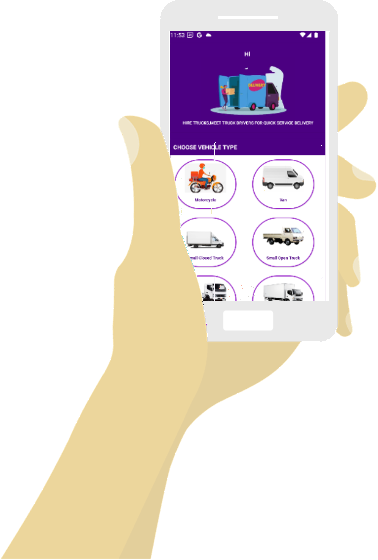 11:53
HI
HIRE TRUCKS,MEET TRUCK DRIVERS FOR QUICK SERVICE DELIVERY
CHOOSE VEHICLE TYPE
Motorcycle
Van
Small Closed Truck
Small Open Truck